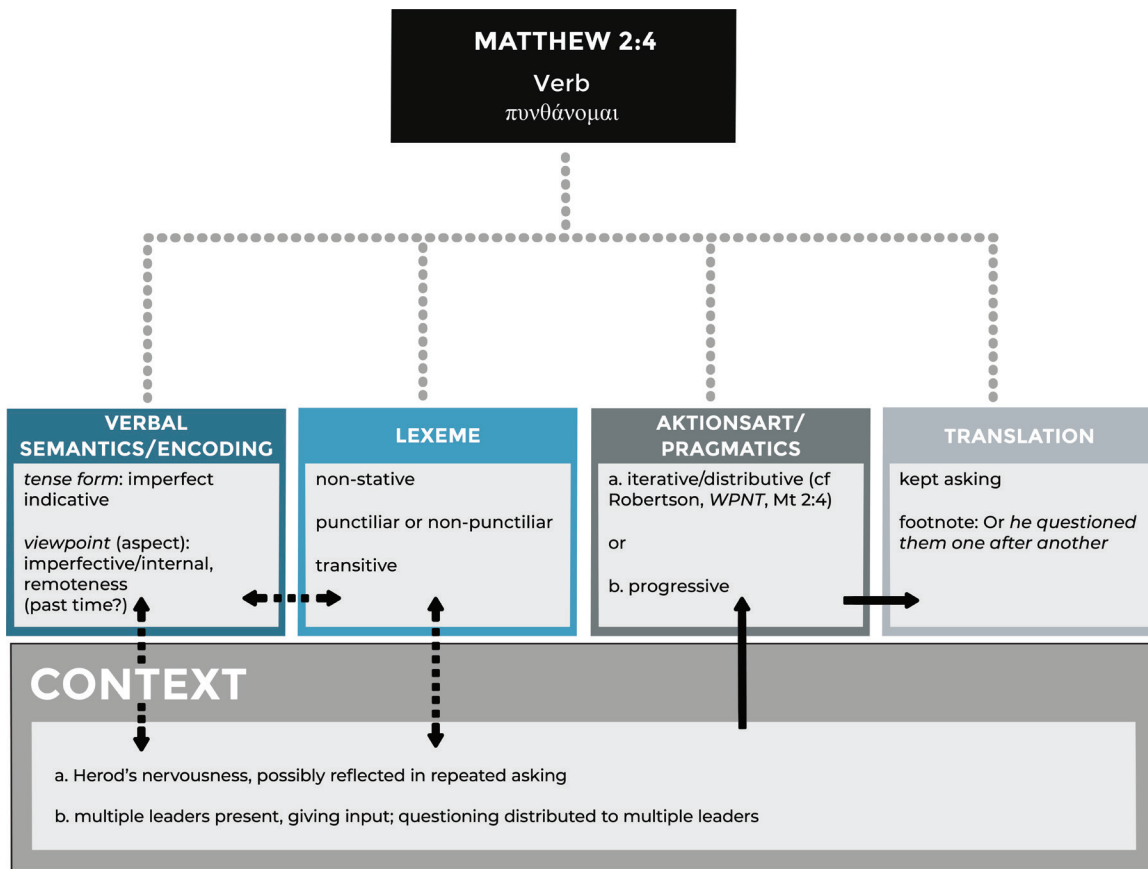 MATTHEW 2:4
Verb
πυνθάνομαι
VERBAL
SEMANTICS/ENCODING
tense form: imperfect
indicative
viewpoint (aspect):
imperfective/internal,
remoteness
(past time?)
LEXEME
non-stative
punctiliar or non-punctiliar
transitive
AKTIONSART/
PRAGMATICS
a. iterative/distributive (cf
Robertson, WPNT, Mt 2:4)
or
b. progressive
TRANSLATION
kept asking
footnote: Or he questioned
them one after another
CONTEXT
a. Herod’s nervousness, possibly reflected in repeated asking
b. multiple leaders present, giving input; questioning distributed to multiple leaders